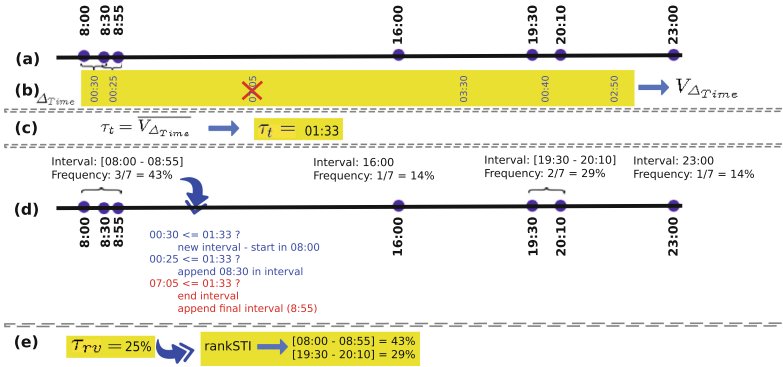 8:00 8:30 8:55 16:00 19:30 20:10 23:00
(a)
(b) Δ_Time 00:30 00:25 07:05 03:30 00:40 02:50 V_Δ_Time
(c) τ_t = V̅_Δ̅_T̅i̅m̅e̅ τ_t = 01:33
Interval: [08:00 - 08:55] Interval: 16:00 Interval: [19:30 - 20:10] Interval: 23:00
Frequency: 3/7 = 43% Frequency: 1/7 = 14% Frequency: 2/7 = 29% Frequency: 1/7 = 14%
(d)
8:00 8:30 8:55 16:00 19:30 20:10 23:00
00:30 <= 01:33 ?
new interval - start in 08:00
00:25 <= 01:33 ?
append 08:30 in interval
07:05 <= 01:33 ?
end interval
append final interval (8:55)
(e) τ_rv = 25% rankSTI [08:00 - 08:55] = 43%
[19:30 - 20:10] = 29%